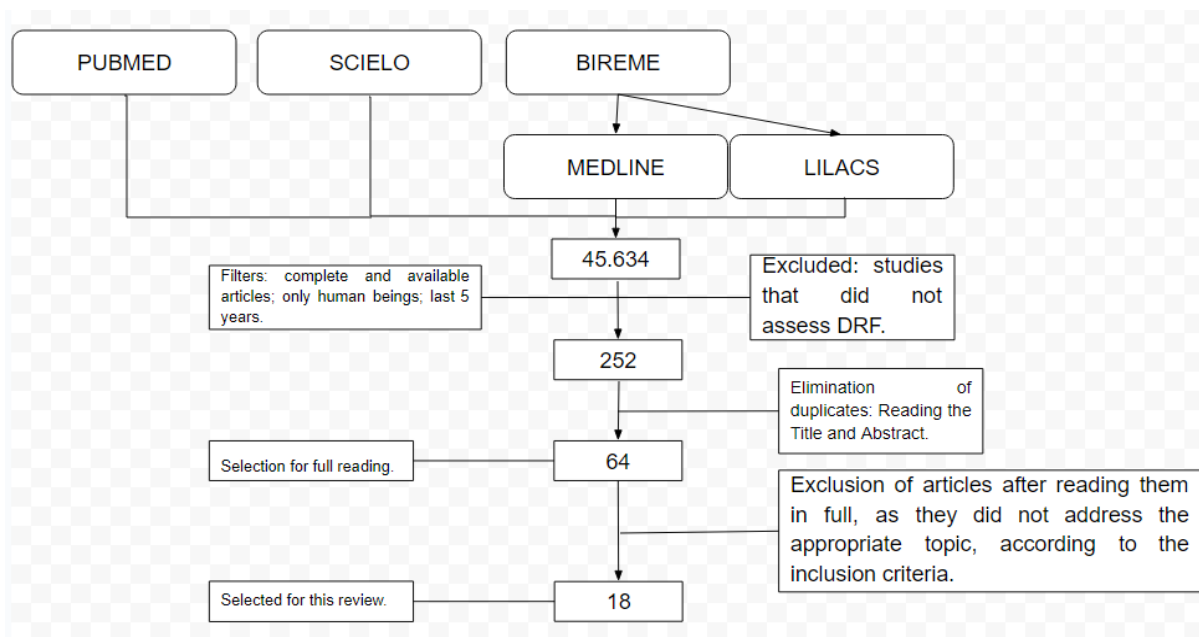 PUBMED
SCIELO
BIREME
MEDLINE
LILACS
45.634
Filters: complete and available
articles; only human beings; last 5
years.
Excluded: studies
that did not
assess DRF.
252
Elimination of
duplicates: Reading the
Title and Abstract.
Selection for full reading.
64
Exclusion of articles after reading them
in full, as they did not address the
appropriate topic, according to the
inclusion criteria.
Selected for this review.
18